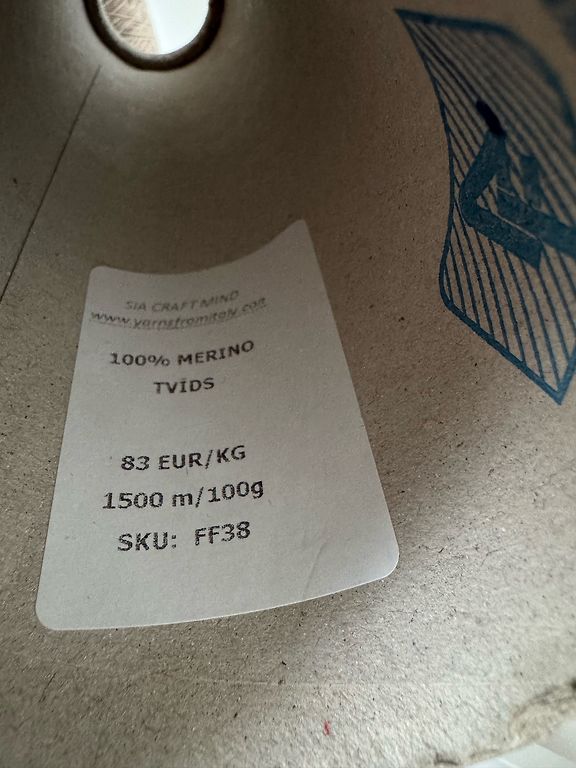 SIA CRAFT MIND
www.yarnsfromitaly.com
100% MERINO
TVĪDS
83 EUR/KG
1500 m/100g
SKU: FF38